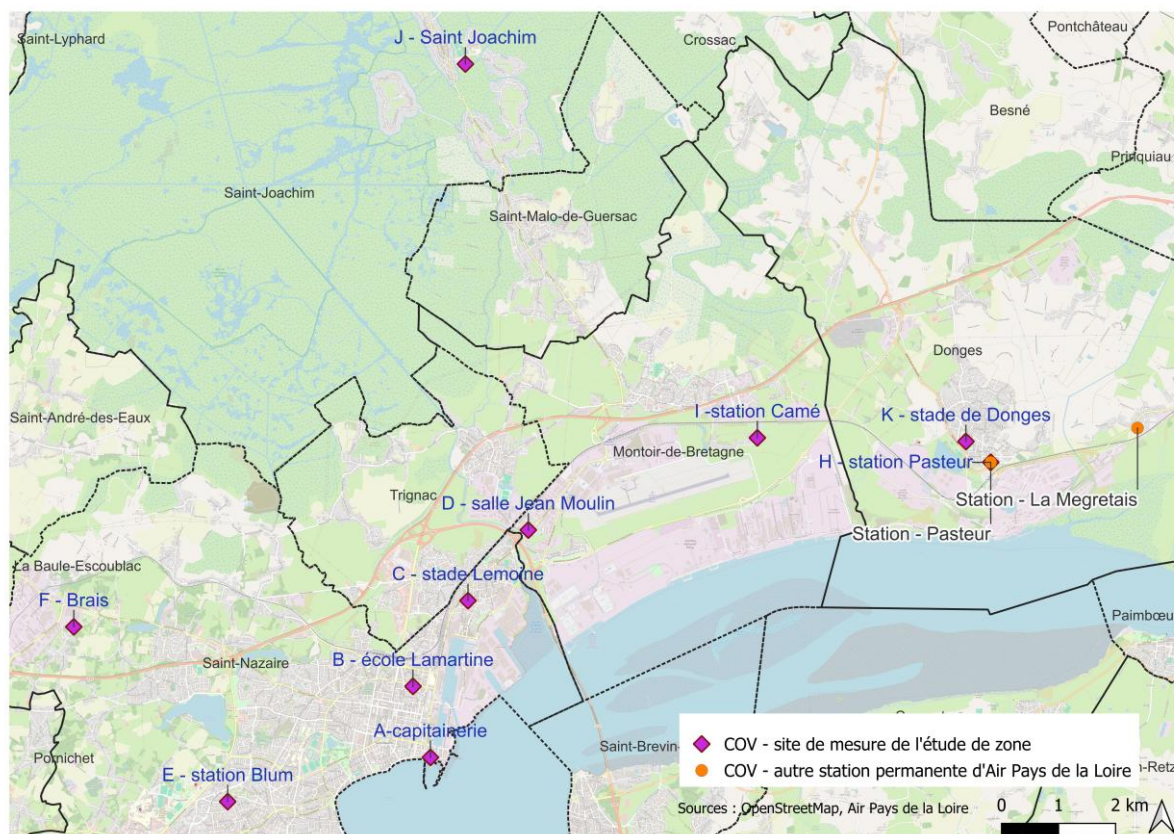 Saint-Lyphard
J - Saint Joachim
Crossac
Pontchâteau
Besné
Prinquiau
Saint-Joachim
Saint-Malo-de-Guersac
Donges
Saint-André-des-Eaux
I -station Camé
K - stade de Donges
Montoir-de-Bretagne
H - station Pasteur
Trignac
D - salle Jean Moulin
Station - La Megretais
Station - Pasteur
La Baule-Escoublac
C - stade Lemoine
F - Brais
Paimbœu
Saint-Nazaire
B - école Lamartine
A-capitainerie
Pornichet
Saint-Brevin-
E - station Blum
COV - site de mesure de l'étude de zone
COV - autre station permanente d'Air Pays de la Loire
-Retz
Sources : OpenStreetMap, Air Pays de la Loire
0 1 2 km